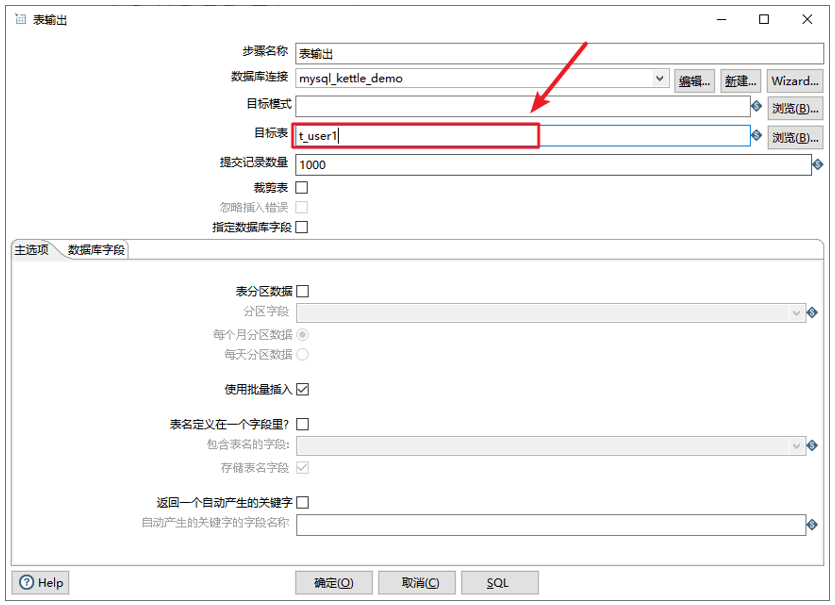 表输出
步骤名称 表输出
数据库连接 mysql_kettle_demo 编辑... 新建... Wizard...
目标模式 浏览(B)...
目标表 t_user1 浏览(B)...
提交记录数量 1000
裁剪表
忽略插入错误
指定数据库字段
主选项 数据库字段
表分区数据
分区字段
每个月分区数据
每天分区数据
使用批量插入
表名定义在一个字段里?
包含表名的字段:
存储表名字段
返回一个自动产生的关键字
自动产生的关键字的字段名称
Help 确定(O) 取消(C) SQL